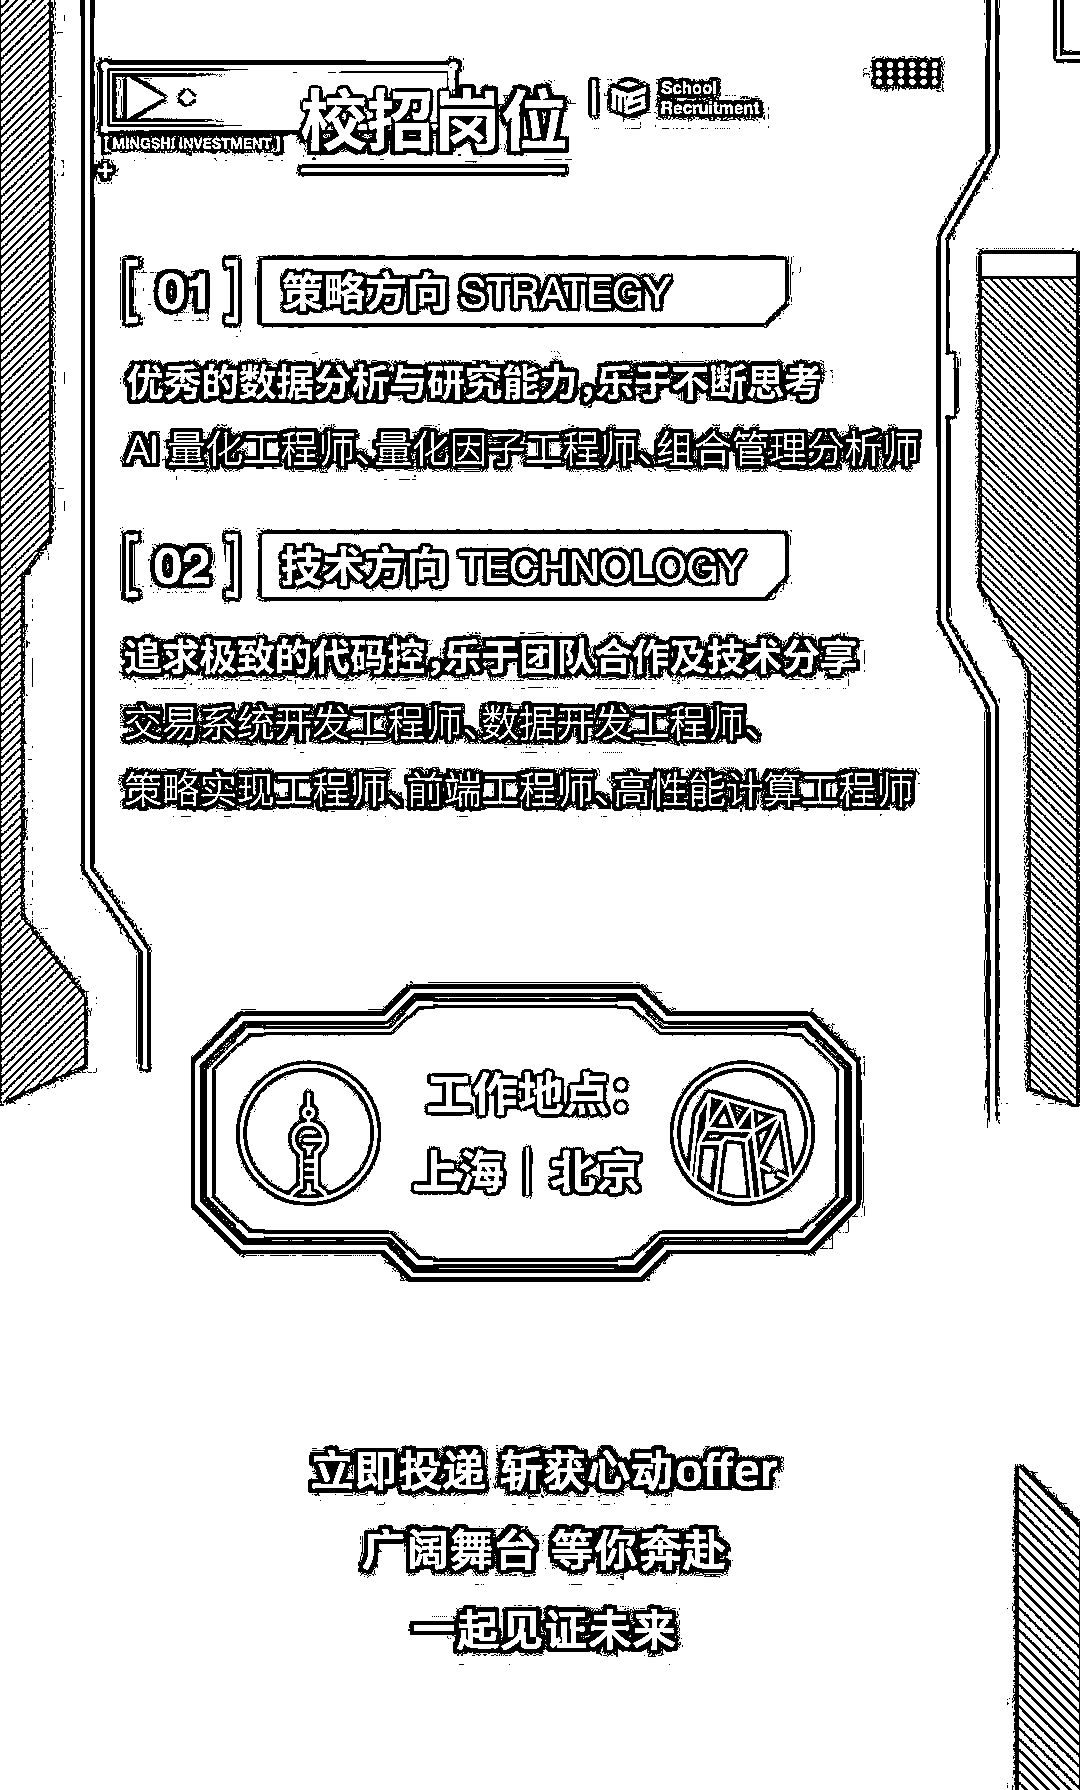 校招岗位
School
Recruitment
[ MINGSHI INVESTMENT ]
[ 01 ] 策略方向 STRATEGY
优秀的数据分析与研究能力,乐于不断思考
AI 量化工程师、量化因子工程师、组合管理分析师
[ 02 ] 技术方向 TECHNOLOGY
追求极致的代码控,乐于团队合作及技术分享
交易系统开发工程师、数据开发工程师、
策略实现工程师、前端工程师、高性能计算工程师
工作地点:
上海｜北京
立即投递 斩获心动offer
广阔舞台 等你奔赴
一起见证未来